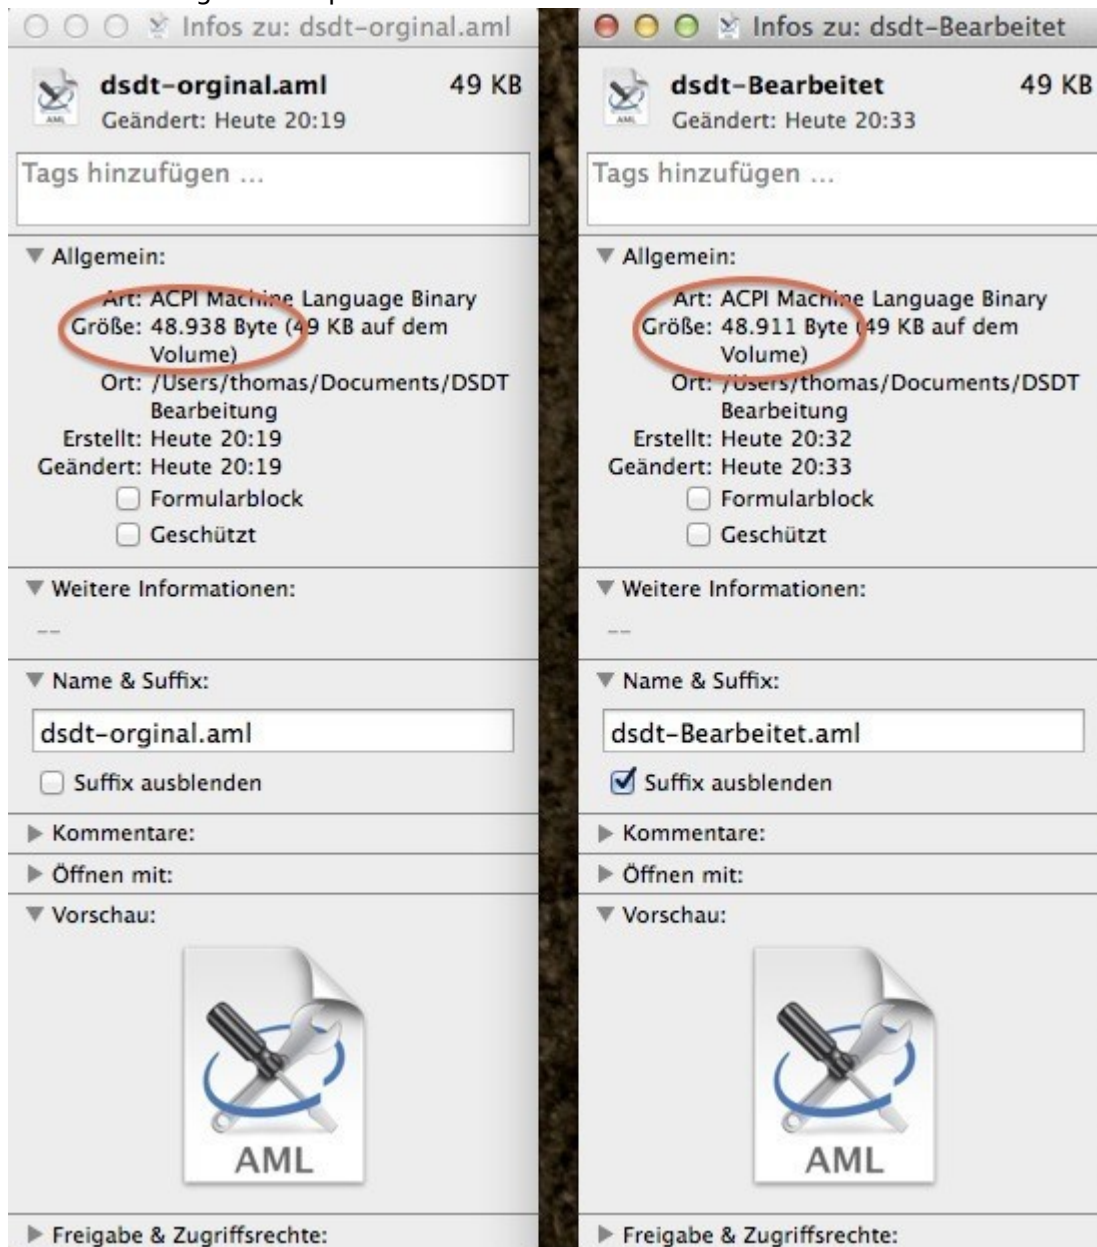 Infos zu: dsdt-orginal.aml
dsdt-orginal.aml 49 KB
Geändert: Heute 20:19
Tags hinzufügen ...
Allgemein:
Art: ACPI Machine Language Binary
Größe: 48.938 Byte (49 KB auf dem
Volume)
Ort: /Users/thomas/Documents/DSDT
Bearbeitung
Erstellt: Heute 20:19
Geändert: Heute 20:19
Formularblock
Geschützt
Weitere Informationen:
--
Name & Suffix:
dsdt-orginal.aml
Suffix ausblenden
Kommentare:
Öffnen mit:
Vorschau:
AML
AML
Freigabe & Zugriffsrechte:
Infos zu: dsdt-Bearbeitet
dsdt-Bearbeitet 49 KB
Geändert: Heute 20:33
Tags hinzufügen ...
Allgemein:
Art: ACPI Machine Language Binary
Größe: 48.911 Byte (49 KB auf dem
Volume)
Ort: /Users/thomas/Documents/DSDT
Bearbeitung
Erstellt: Heute 20:32
Geändert: Heute 20:33
Formularblock
Geschützt
Weitere Informationen:
--
Name & Suffix:
dsdt-Bearbeitet.aml
Suffix ausblenden
Kommentare:
Öffnen mit:
Vorschau:
AML
AML
Freigabe & Zugriffsrechte: